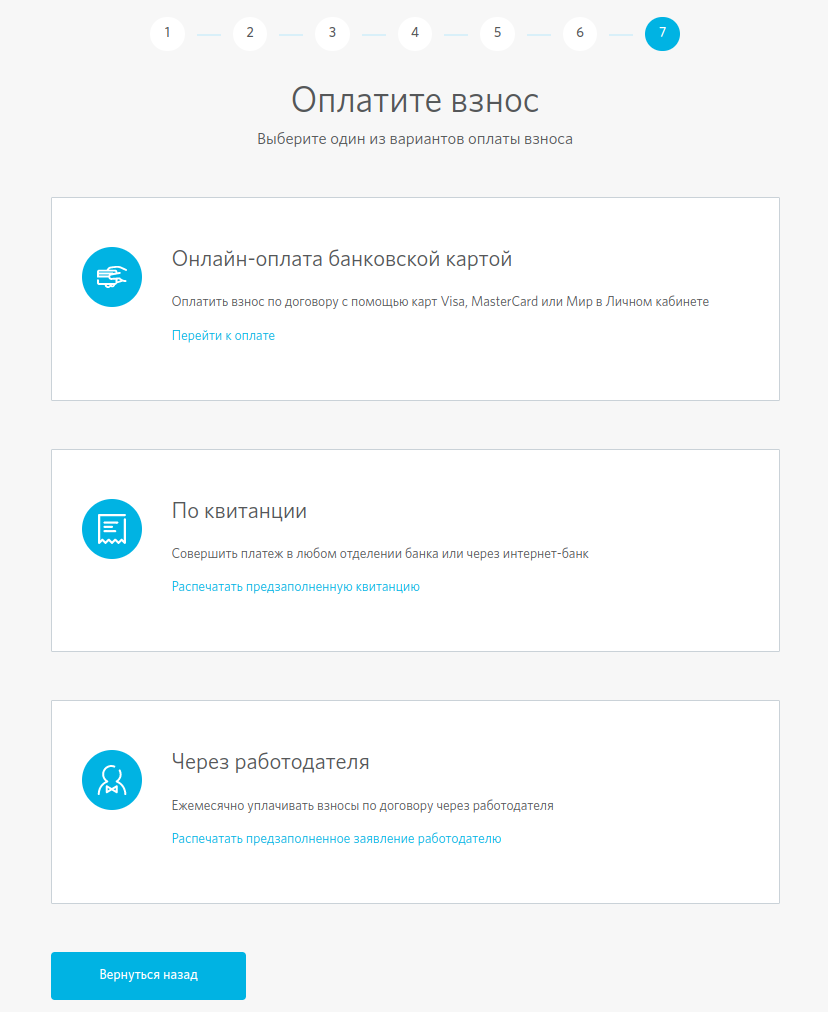 1 2 3 4 5 6 7
Оплатите взнос
Выберите один из вариантов оплаты взноса
Онлайн-оплата банковской картой
Оплатить взнос по договору с помощью карт Visa, MasterCard или Мир в Личном кабинете
Перейти к оплате
По квитанции
Совершить платеж в любом отделении банка или через интернет-банк
Распечатать предзаполненную квитанцию
Через работодателя
Ежемесячно уплачивать взносы по договору через работодателя
Распечатать предзаполненное заявление работодателю
Вернуться назад